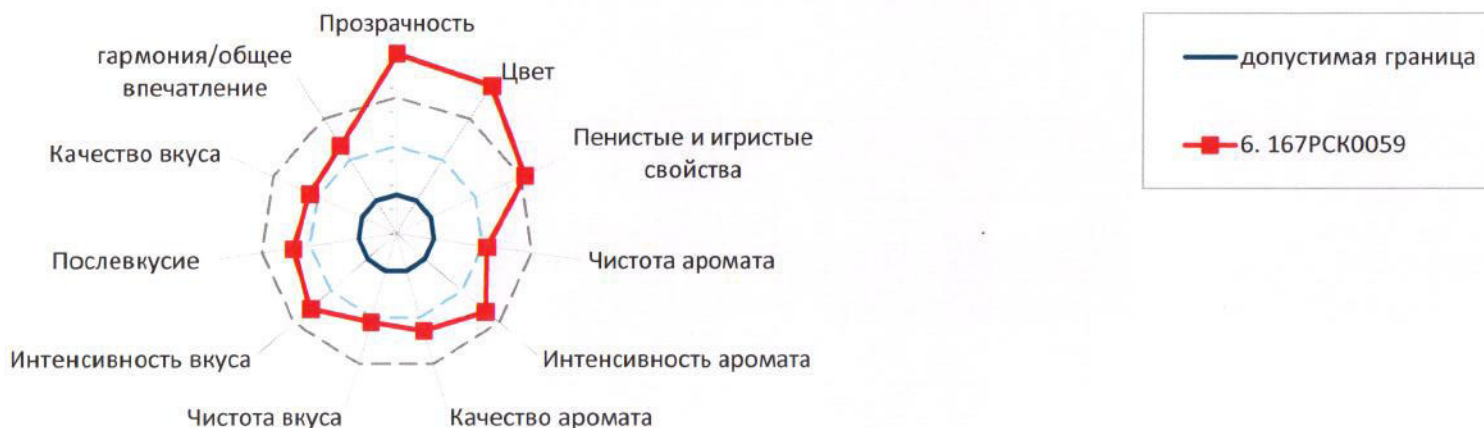 Прозрачность
гармония/общее
впечатление
Цвет
Пенистые и игристые
свойства
Качество вкуса
Послевкусие
Чистота аромата
Интенсивность вкуса
Интенсивность аромата
Чистота вкуса
Качество аромата
допустимая граница
6. 167РСК0059